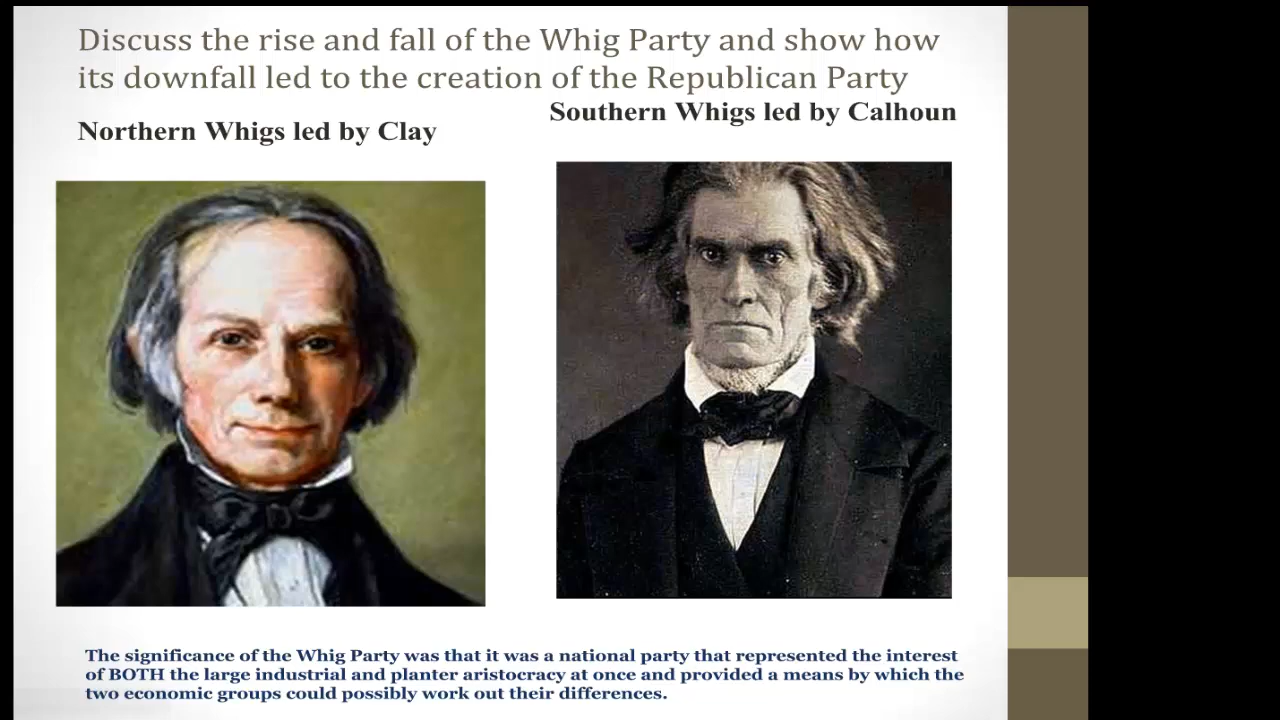 Discuss the rise and fall of the Whig Party and show how
its downfall led to the creation of the Republican Party
Northern Whigs led by Clay
Southern Whigs led by Calhoun
The significance of the Whig Party was that it was a national party that represented the interest
of BOTH the large industrial and planter aristocracy at once and provided a means by which the
two economic groups could possibly work out their differences.